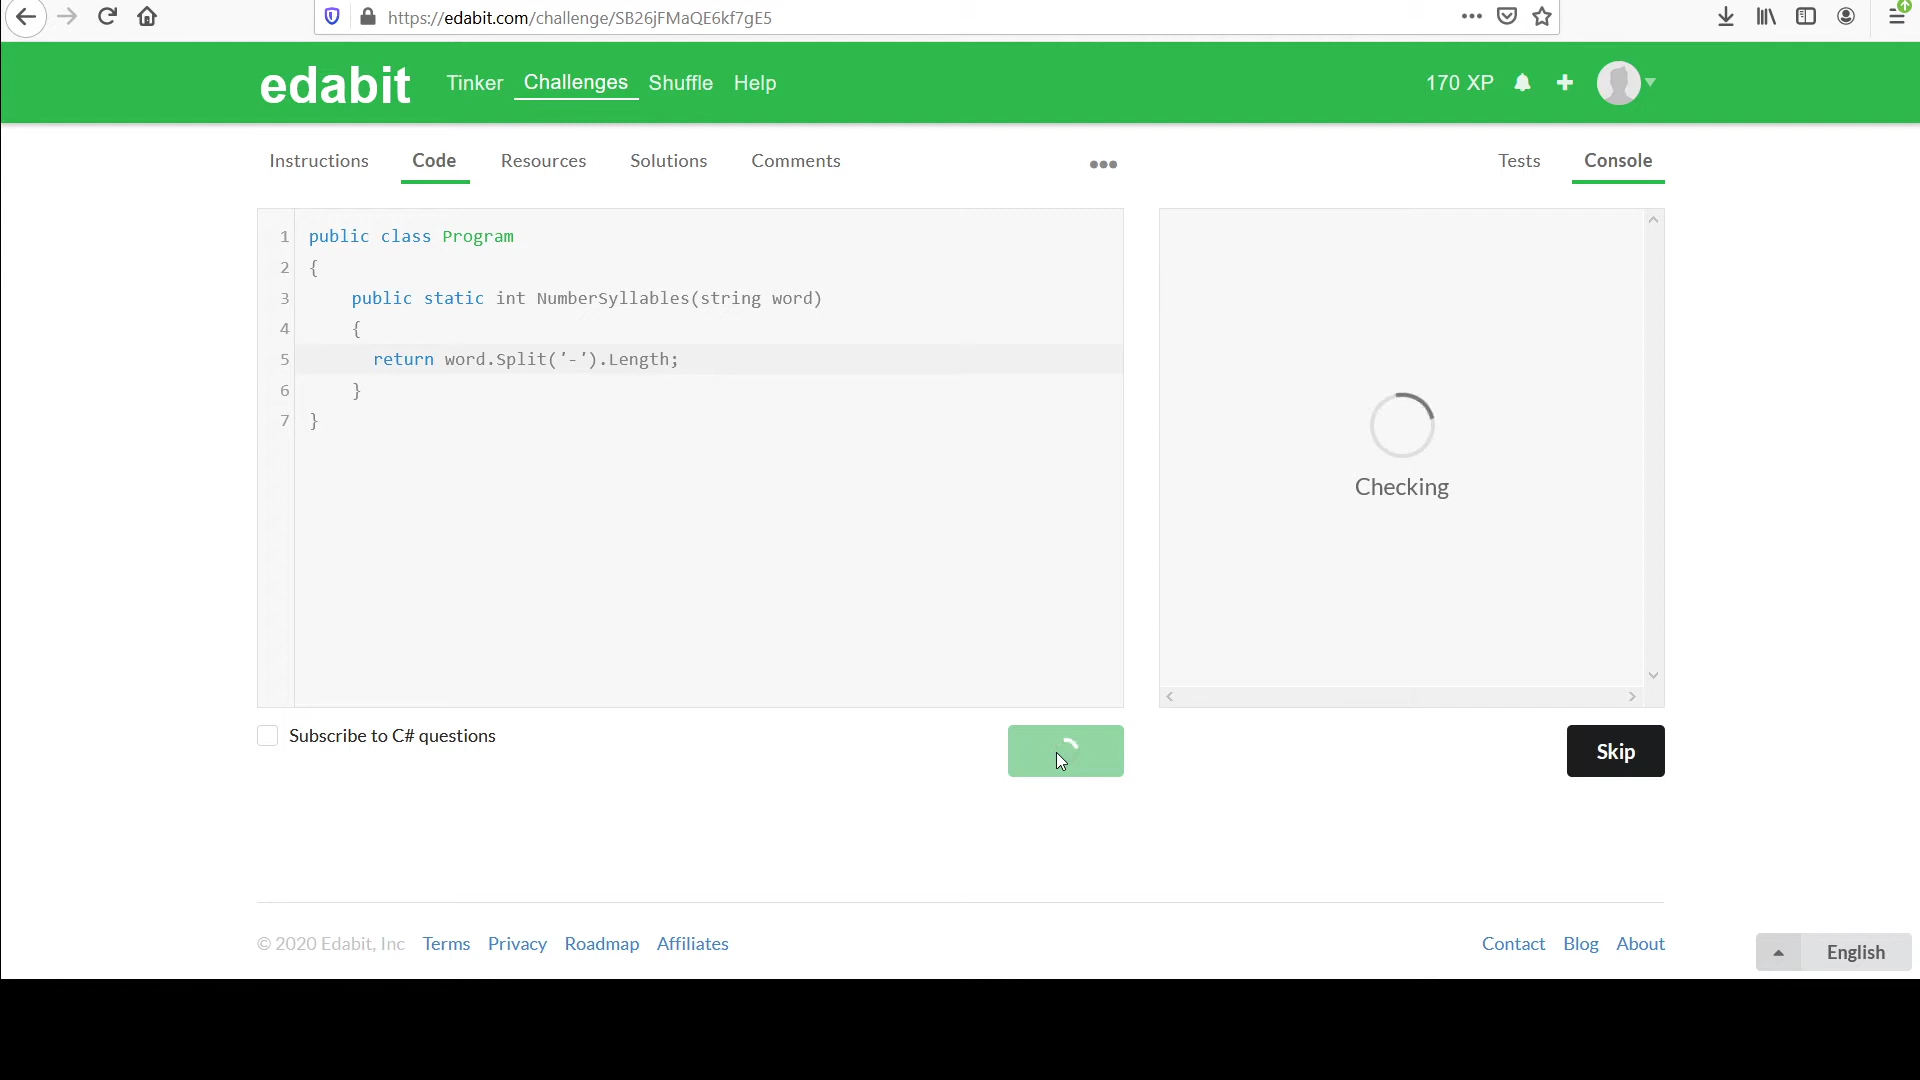 https://edabit.com/challenge/SB26jFMaQE6kf7gE5
edabit Tinker Challenges Shuffle Help 170 XP
Instructions Code Resources Solutions Comments Tests Console
1 public class Program
2 {
3 public static int NumberSyllables(string word)
4 {
5 return word.Split('-').Length;
6 }
7 }
Checking
Subscribe to C# questions
Skip
© 2020 Edabit, Inc Terms Privacy Roadmap Affiliates Contact Blog About
English